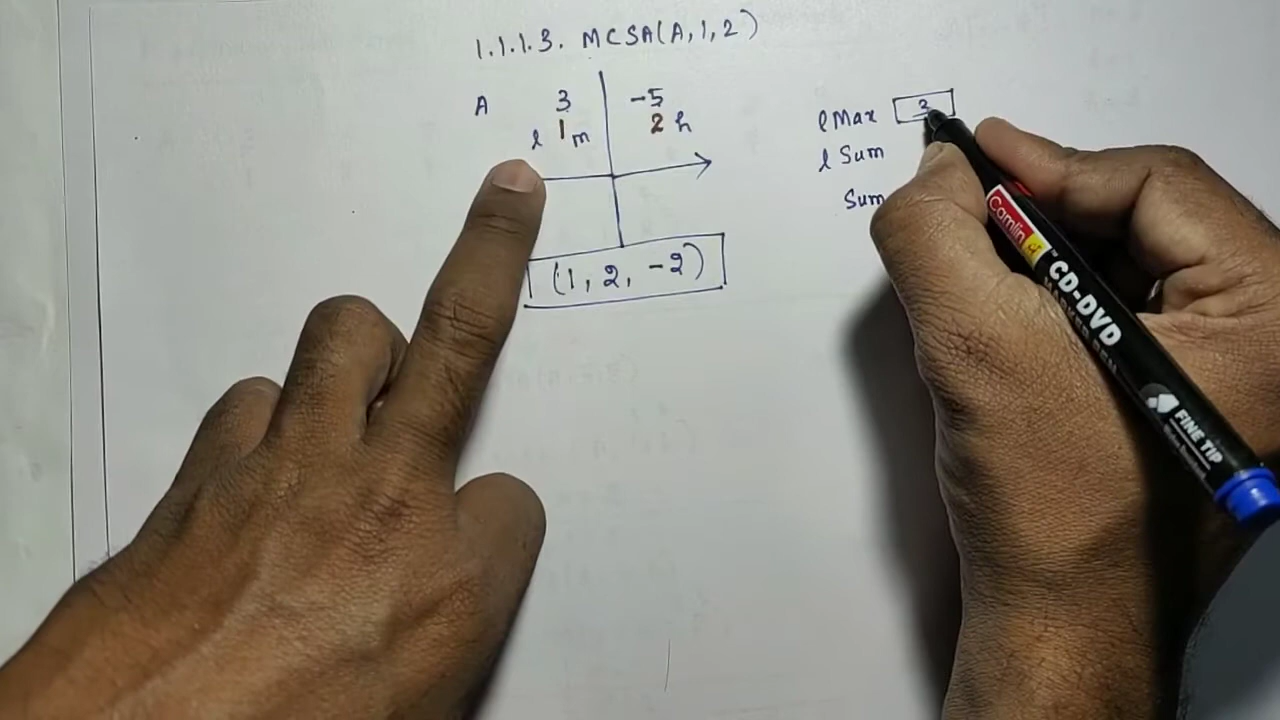 1.1.1.3. MCSA(A,1,2)
A 3 -5
l 1 m 2 h
(1, 2, -2)
lMax 3
l Sum
Sum
Camlin
CD-DVD
FINE TIP